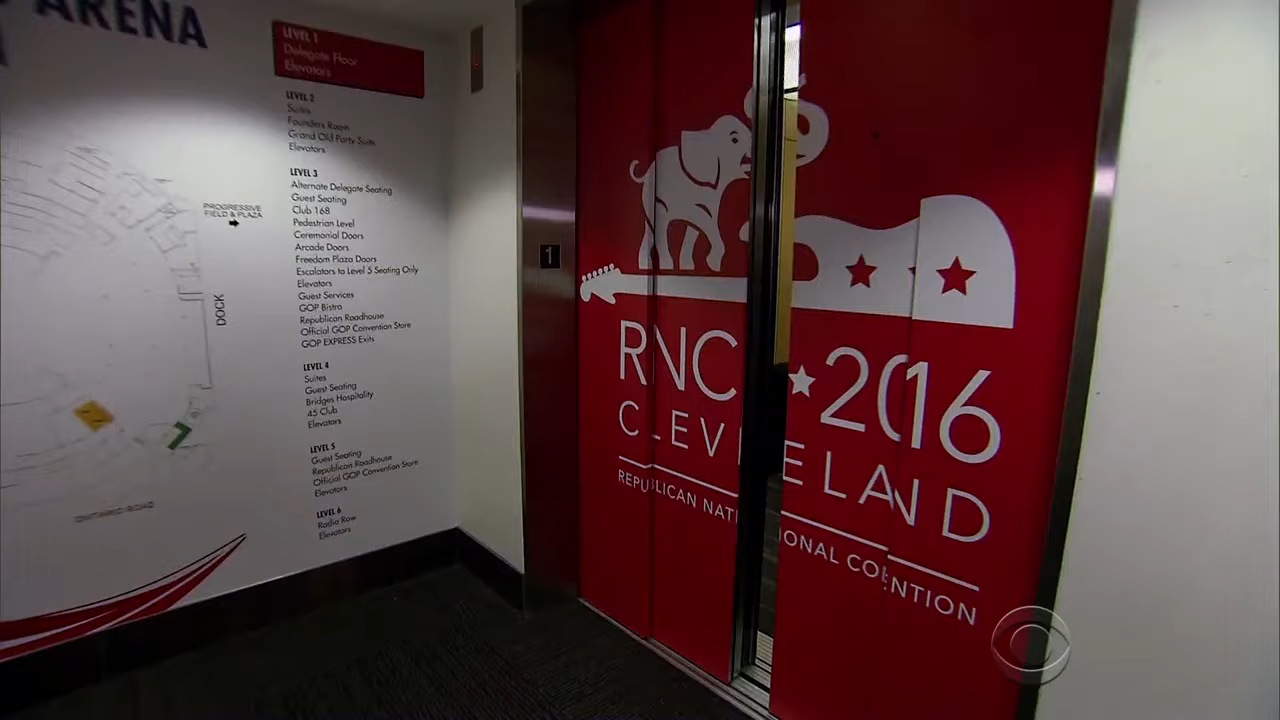 ARENA
LEVEL 1
Delegate Floor
Elevators
LEVEL 2
Suites
Founders Room
Grand Old Party Suite
Elevators
LEVEL 3
Alternate Delegate Seating
Guest Seating
Club 168
Pedestrian Level
Ceremonial Doors
Arcade Doors
Freedom Plaza Doors
Escalators to Level 5 Seating Only
Elevators
Guest Services
GOP Bistro
Republican Roadhouse
Official GOP Convention Store
GOP EXPRESS Exits
LEVEL 4
Suites
Guest Seating
Bridges Hospitality
45 Club
Elevators
LEVEL 5
Guest Seating
Republican Roadhouse
Official GOP Convention Store
Elevators
LEVEL 6
Radio Row
Elevators
PROGRESSIVE
FIELD & PLAZA
DOCK
ONTARIO ROAD
1
RNC 2016
CLEVELAND
REPUBLICAN NATIONAL CONENTION